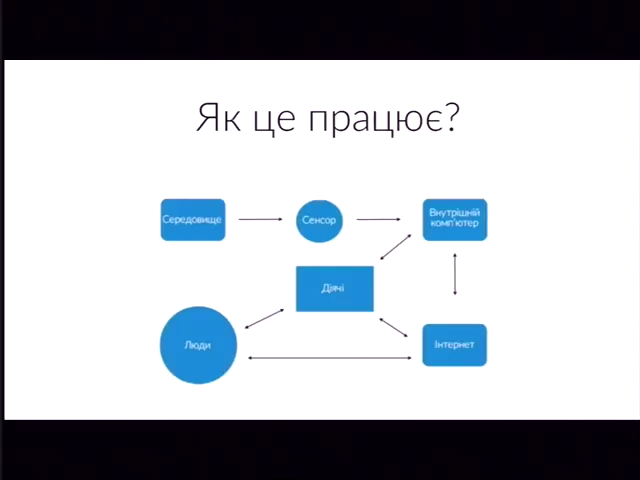 Як це працює?
Середовище
Сенсор
Внутрішній
комп'ютер
Діячі
Люди
Інтернет